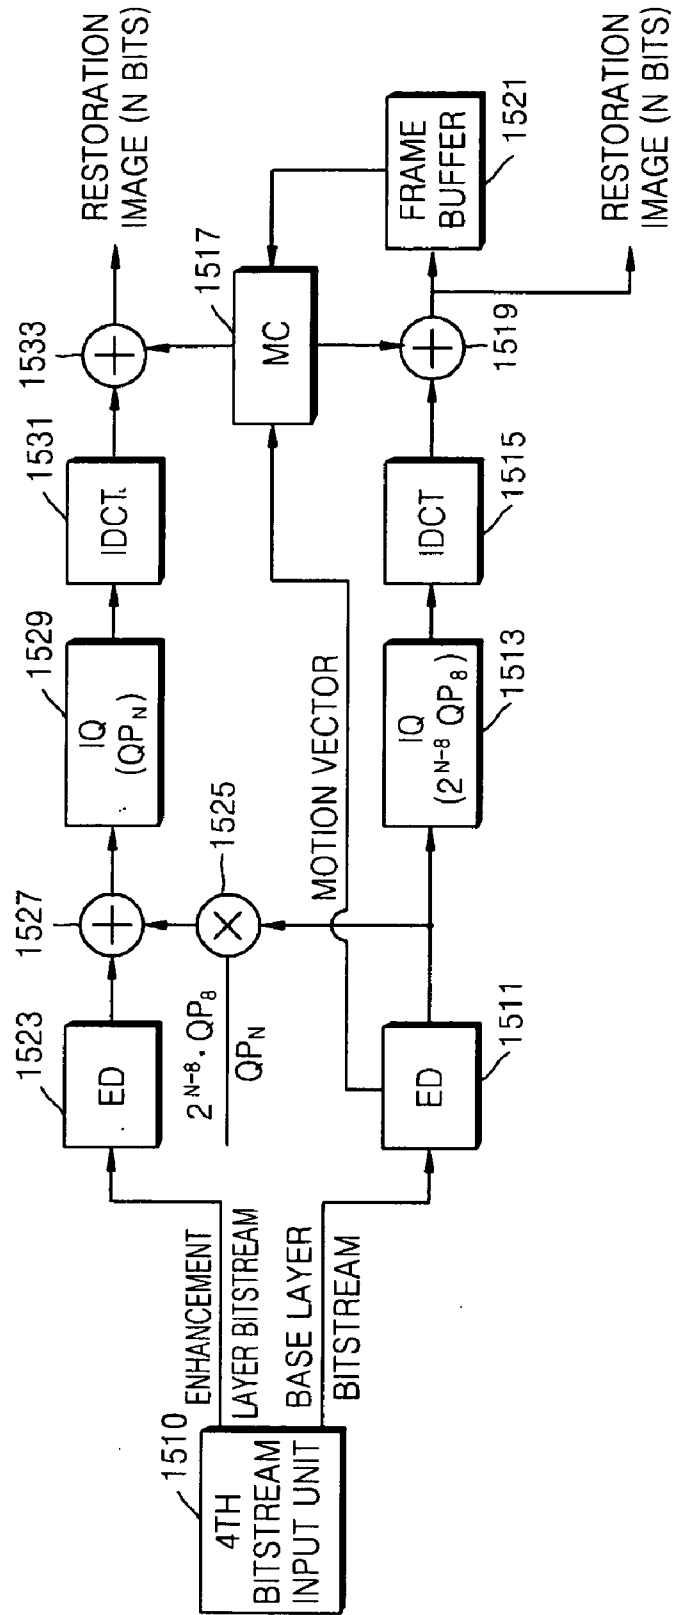 1510
4TH
BITSTREAM
INPUT UNIT
ENHANCEMENT
LAYER BITSTREAM
BASE LAYER
BITSTREAM
1523
ED
1527
2^{N-8}. QP_8
QP_N
1525
1529
IQ
(QP_N)
1531
IDCT
1533
RESTORATION
IMAGE (N BITS)
MOTION VECTOR
1517
MC
ED
1511
IQ
(2^{N-8} QP_8)
1513
IDCT
1515
1519
FRAME
BUFFER
1521
RESTORATION
IMAGE (N BITS)